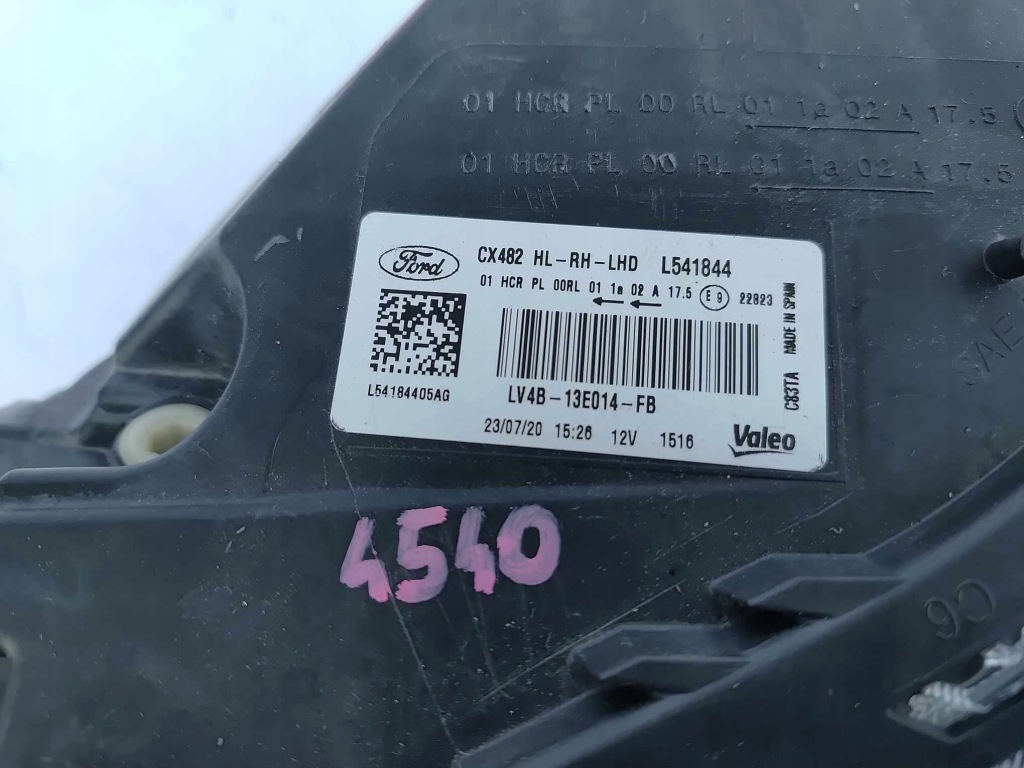 01 HCR PL 00 RL 01 1a 02 A 17.5
01 HCR PL 00 RL 01 1a 02 A 17.5
Ford CX482 HL-RH-LHD L541844
01 HCR PL 00RL 01 1a 02 A 17.5 E9 22823
MADE IN SPAIN
C83TA
L54184405AG
LV4B-13E014-FB
23/07/20 15:26 12V 1516 Valeo
SAE
4540